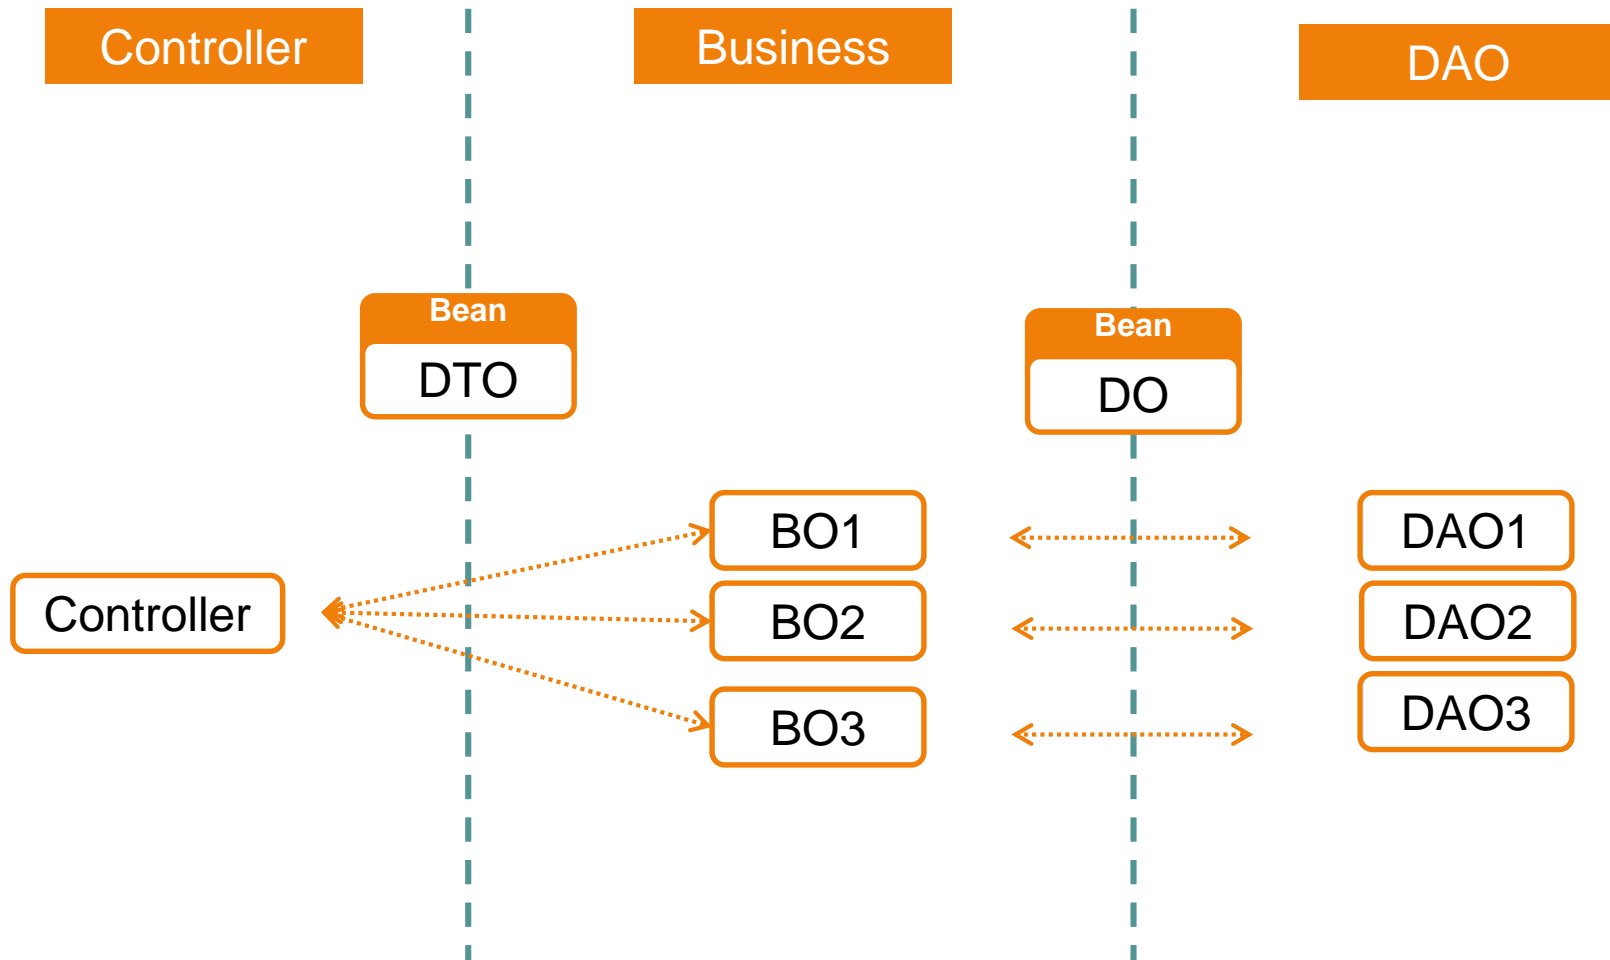 Controller
Business
DAO
Bean
DTO
Bean
DO
Controller
BO1
BO2
BO3
DAO1
DAO2
DAO3